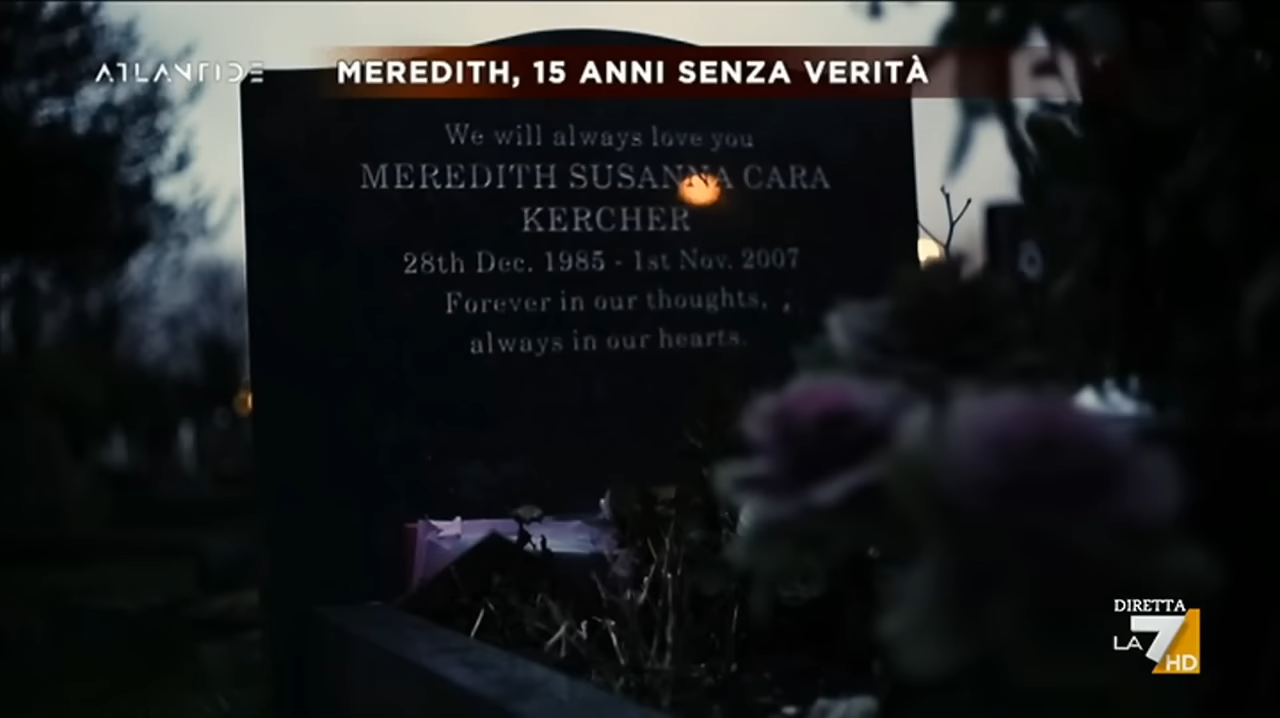 ATLANTIDE
MEREDITH, 15 ANNI SENZA VERITÀ
We will always love you
MEREDITH SUSANNA CARA
KERCHER
28th Dec. 1985 - 1st Nov. 2007
Forever in our thoughts,
always in our hearts.
DIRETTA
LA7
HD